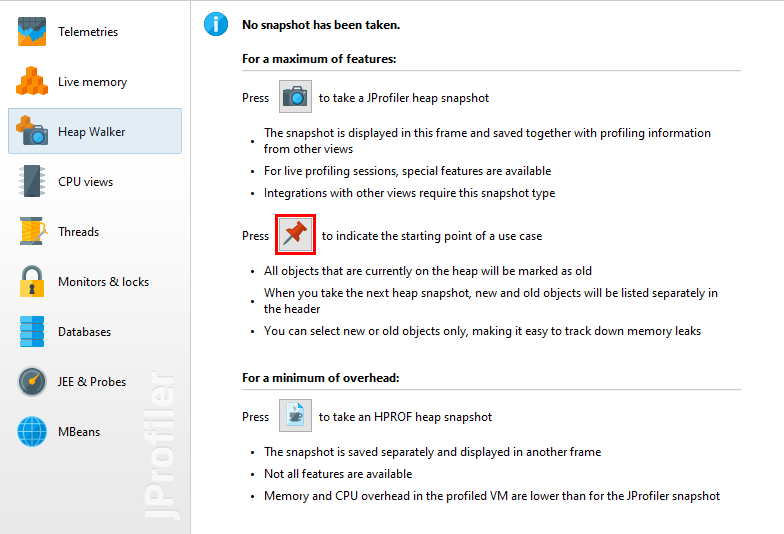 Telemetries
Live memory
Heap Walker
CPU views
Threads
Monitors & locks
Databases
JEE & Probes
MBeans
JProfiler
No snapshot has been taken.
For a maximum of features:
Press to take a JProfiler heap snapshot
• The snapshot is displayed in this frame and saved together with profiling information
from other views
• For live profiling sessions, special features are available
• Integrations with other views require this snapshot type
Press to indicate the starting point of a use case
• All objects that are currently on the heap will be marked as old
• When you take the next heap snapshot, new and old objects will be listed separately in
the header
• You can select new or old objects only, making it easy to track down memory leaks
For a minimum of overhead:
Press to take an HPROF heap snapshot
• The snapshot is saved separately and displayed in another frame
• Not all features are available
• Memory and CPU overhead in the profiled VM are lower than for the JProfiler snapshot